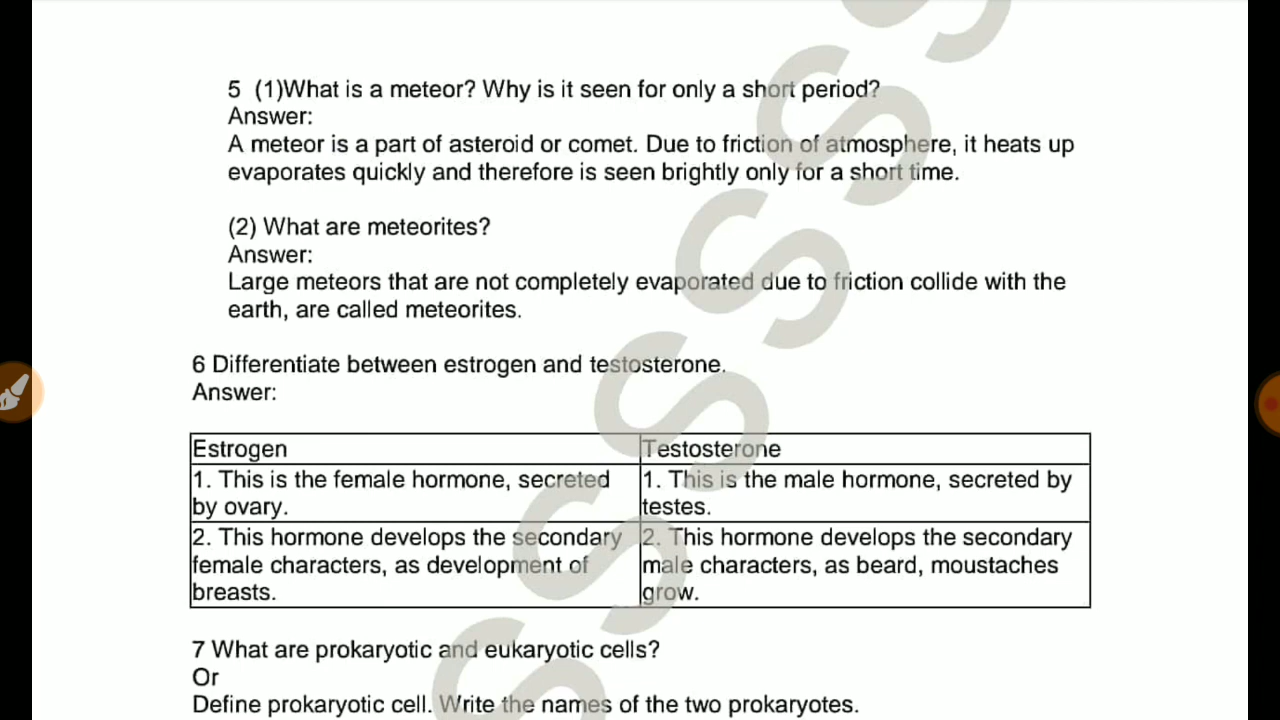 5 (1)What is a meteor? Why is it seen for only a short period?
Answer:
A meteor is a part of asteroid or comet. Due to friction of atmosphere, it heats up
evaporates quickly and therefore is seen brightly only for a short time.
(2) What are meteorites?
Answer:
Large meteors that are not completely evaporated due to friction collide with the
earth, are called meteorites.
6 Differentiate between estrogen and testosterone.
Answer:
Estrogen
Testosterone
1. This is the female hormone, secreted
by ovary.
1. This is the male hormone, secreted by
testes.
2. This hormone develops the secondary
female characters, as development of
breasts.
2. This hormone develops the secondary
male characters, as beard, moustaches
grow.
7 What are prokaryotic and eukaryotic cells?
Or
Define prokaryotic cell. Write the names of the two prokaryotes.
SSSSS